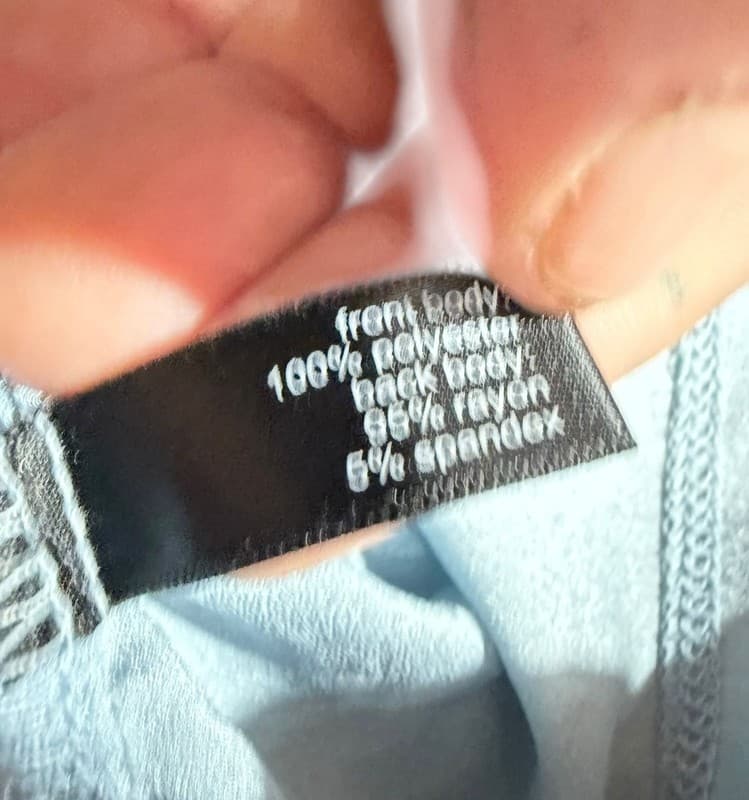 front body:
100% polyester
back body:
95% rayon
5% spandex